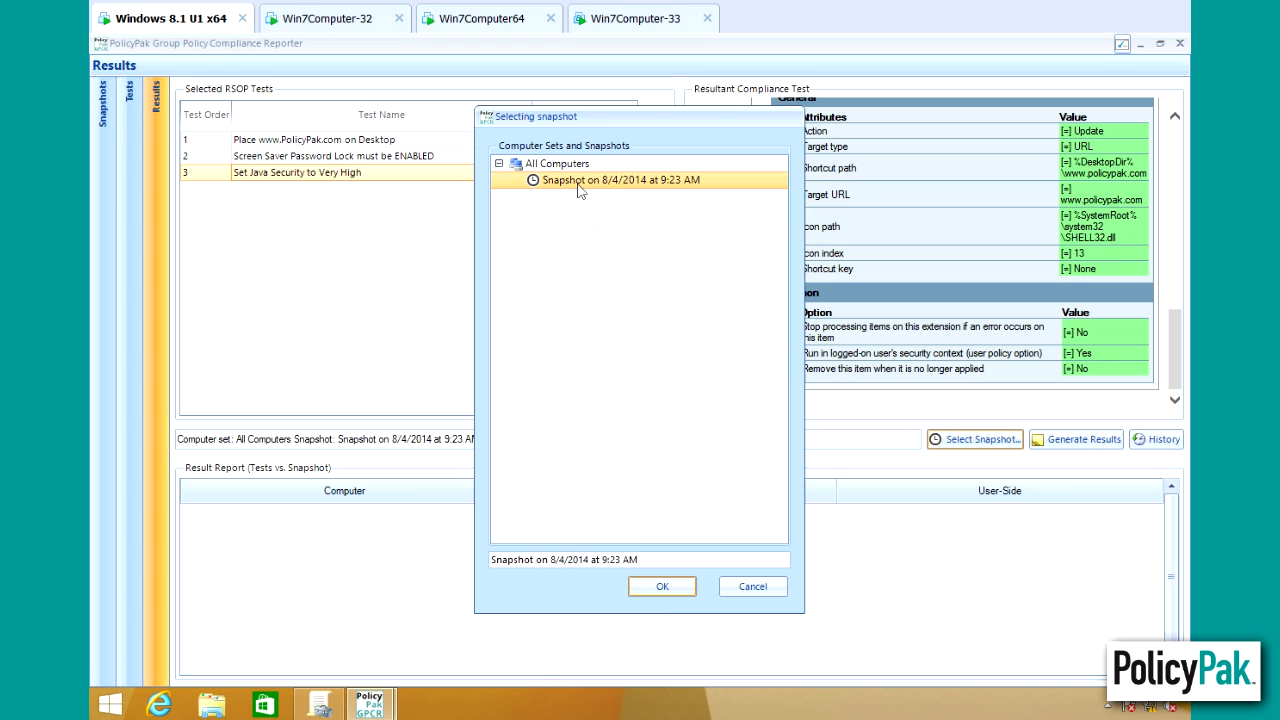 Windows 8.1 U1 x64
Win7Computer-32
Win7Computer64
Win7Computer-33
PolicyPak Group Policy Compliance Reporter
Results
Snapshots
Tests
Results
Selected RSOP Tests
Test Order
Test Name
1
Place www.PolicyPak.com on Desktop
2
Screen Saver Password Lock must be ENABLED
3
Set Java Security to Very High
Selecting snapshot
Computer Sets and Snapshots
All Computers
Snapshot on 8/4/2014 at 9:23 AM
Snapshot on 8/4/2014 at 9:23 AM
OK
Cancel
Resultant Compliance Test
General
Attributes
Value
Action
[=] Update
Target type
[=] URL
Shortcut path
[=] %DesktopDir%
\www.policypak.com
Target URL
[=]
www.policypak.com
Icon path
[=] %SystemRoot%
\system32
\SHELL32.dll
Icon index
[=] 13
Shortcut key
[=] None
Option
Value
Stop processing items on this extension if an error occurs on
this item
[=] No
Run in logged-on user's security context (user policy option)
[=] Yes
Remove this item when it is no longer applied
[=] No
Computer set: All Computers Snapshot: Snapshot on 8/4/2014 at 9:23 AM
Select Snapshot...
Generate Results
History
Result Report (Tests vs. Snapshot)
Computer
User-Side
Policy
Pak
GPCR
PolicyPak